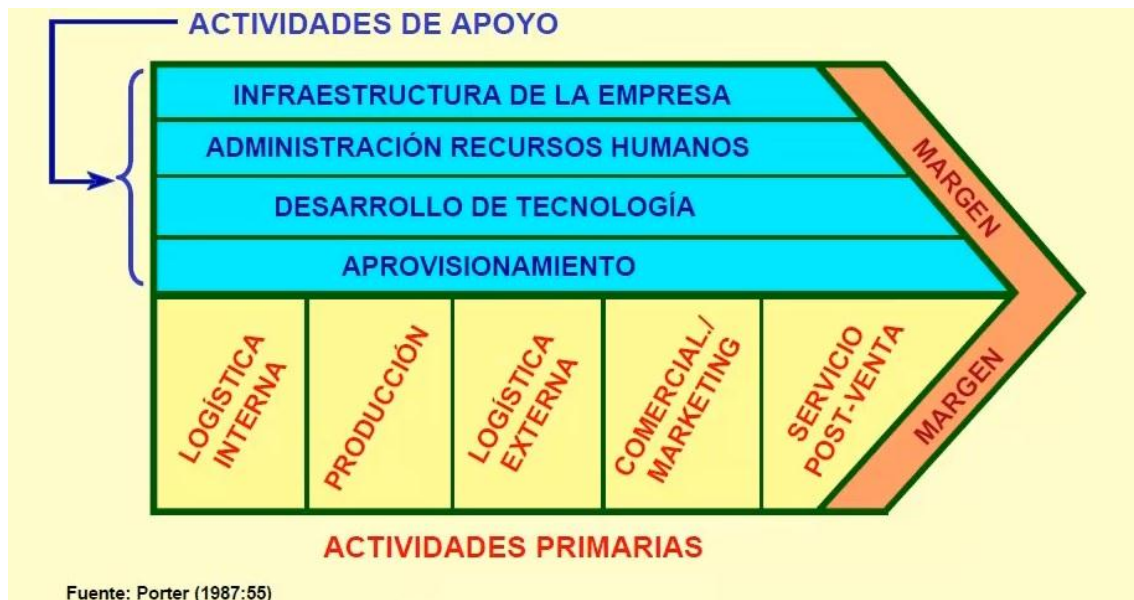 ACTIVIDADES DE APOYO
INFRAESTRUCTURA DE LA EMPRESA
ADMINISTRACIÓN RECURSOS HUMANOS
DESARROLLO DE TECNOLOGÍA
APROVISIONAMIENTO
MARGEN
LOGÍSTICA
INTERNA
PRODUCCIÓN
LOGÍSTICA
EXTERNA
COMERCIAL./
MARKETING
SERVICIO
POST-VENTA
MARGEN
ACTIVIDADES PRIMARIAS
Fuente: Porter (1987:55)